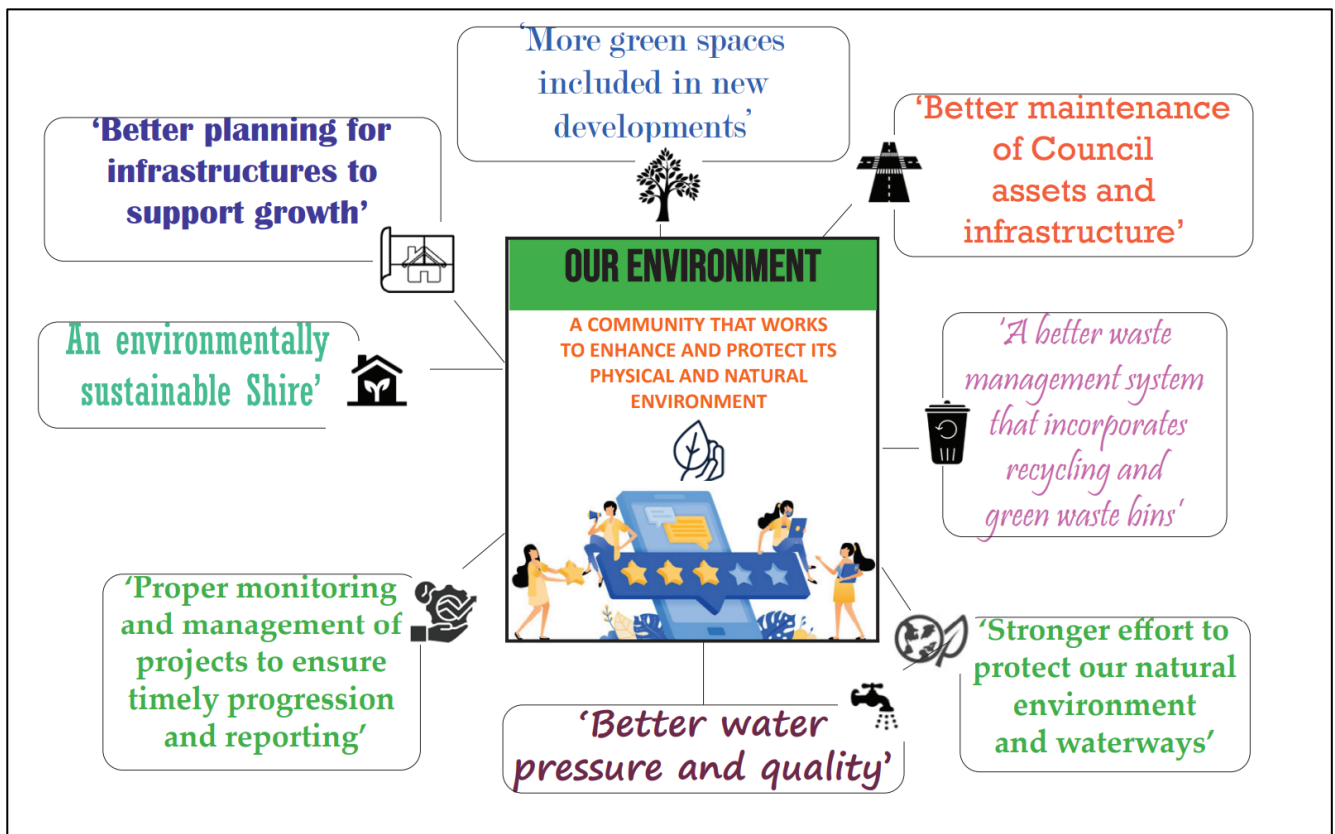 ‘More green spaces
included in new
developments’
‘Better planning for
infrastructures to
support growth’
‘Better maintenance
of Council
assets and
infrastructure’
OUR ENVIRONMENT
A COMMUNITY THAT WORKS
TO ENHANCE AND PROTECT ITS
PHYSICAL AND NATURAL
ENVIRONMENT
An environmentally
sustainable Shire’
'A better waste
management system
that incorporates
recycling and
green waste bins'
‘Proper monitoring
and management of
projects to ensure
timely progression
and reporting’
‘Stronger effort to
protect our natural
environment
and waterways’
‘Better water
pressure and quality’